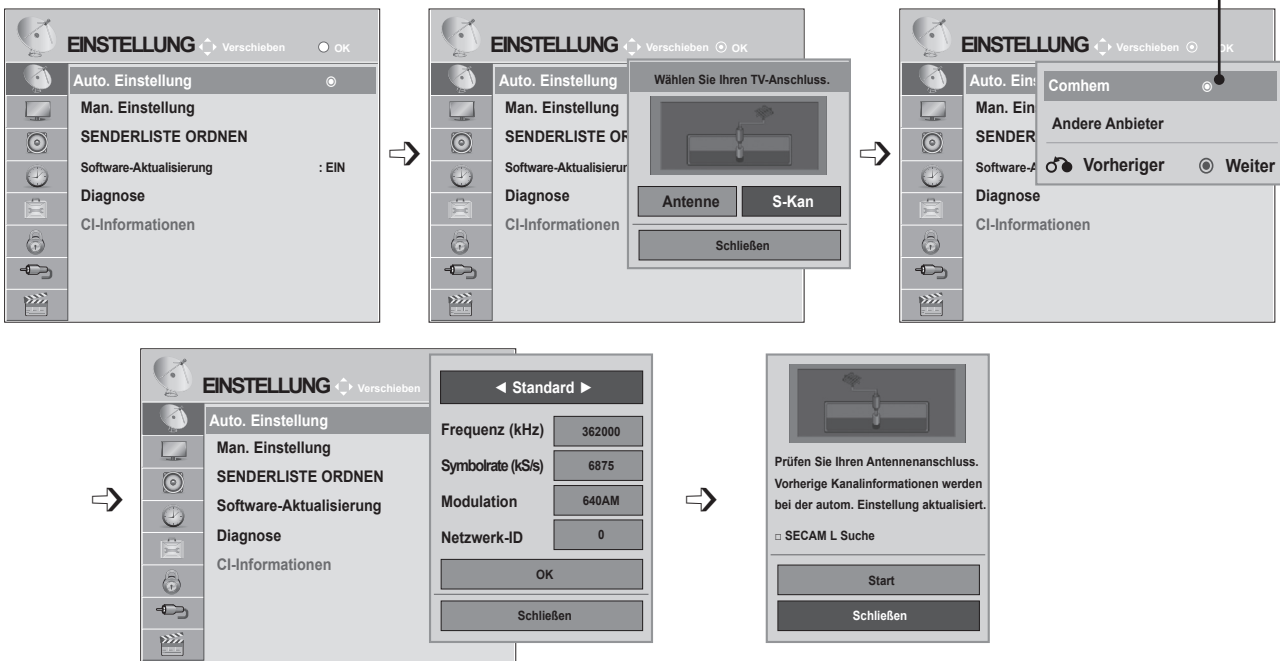 EINSTELLUNG Verschieben OK
Auto. Einstellung
Man. Einstellung
SENDERLISTE ORDNEN
Software-Aktualisierung : EIN
Diagnose
CI-Informationen
EINSTELLUNG Verschieben OK
Auto. Einstellung
Man. Einstellung
SENDERLISTE OR
Software-Aktualisierun
Diagnose
CI-Informationen
Wählen Sie Ihren TV-Anschluss.
Antenne S-Kan
Schließen
EINSTELLUNG Verschieben OK
Auto. Ein
Man. Ein
SENDER
Software-A
Diagnose
CI-Informationen
Comhem
Andere Anbieter
Vorheriger Weiter
EINSTELLUNG Verschieben
Auto. Einstellung
Man. Einstellung
SENDERLISTE ORDNEN
Software-Aktualisierung
Diagnose
CI-Informationen
◄ Standard ►
Frequenz (kHz) 362000
Symbolrate (kS/s) 6875
Modulation 640AM
Netzwerk-ID 0
OK
Schließen
Prüfen Sie Ihren Antennenanschluss.
Vorherige Kanalinformationen werden
bei der autom. Einstellung aktualisiert.
□ SECAM L Suche
Start
Schließen